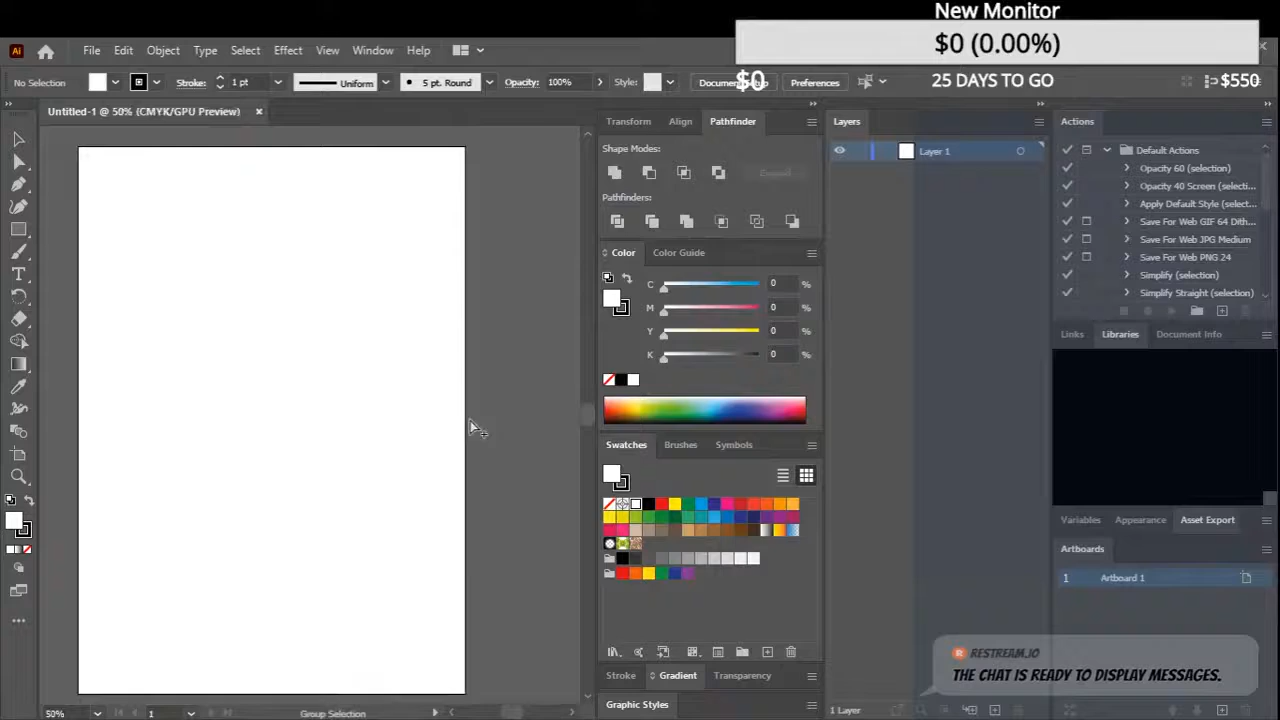 New Monitor
$0 (0.00%)
$0
25 DAYS TO GO
$550
Ai
File Edit Object Type Select Effect View Window Help
No Selection
Stroke:
1 pt
Uniform
5 pt. Round
Opacity:
100%
Style:
Preferences
Untitled-1 @ 50% (CMYK/GPU Preview)
Transform
Align
Pathfinder
Shape Modes:
Expand
Pathfinders:
Color
Color Guide
C 0 %
M 0 %
Y 0 %
K 0 %
Swatches
Brushes
Symbols
Stroke
Gradient
Transparency
Graphic Styles
Layers
Layer 1
1 Layer
Actions
Default Actions
Opacity 60 (selection)
Opacity 40 Screen (selecti...
Apply Default Style (select...
Save For Web GIF 64 Dith...
Save For Web JPG Medium
Save For Web PNG 24
Simplify (selection)
Simplify Straight (selection)
Links
Libraries
Document Info
Variables
Appearance
Asset Export
Artboards
1 Artboard 1
RESTREAM.IO
THE CHAT IS READY TO DISPLAY MESSAGES.
50%
1
Group Selection